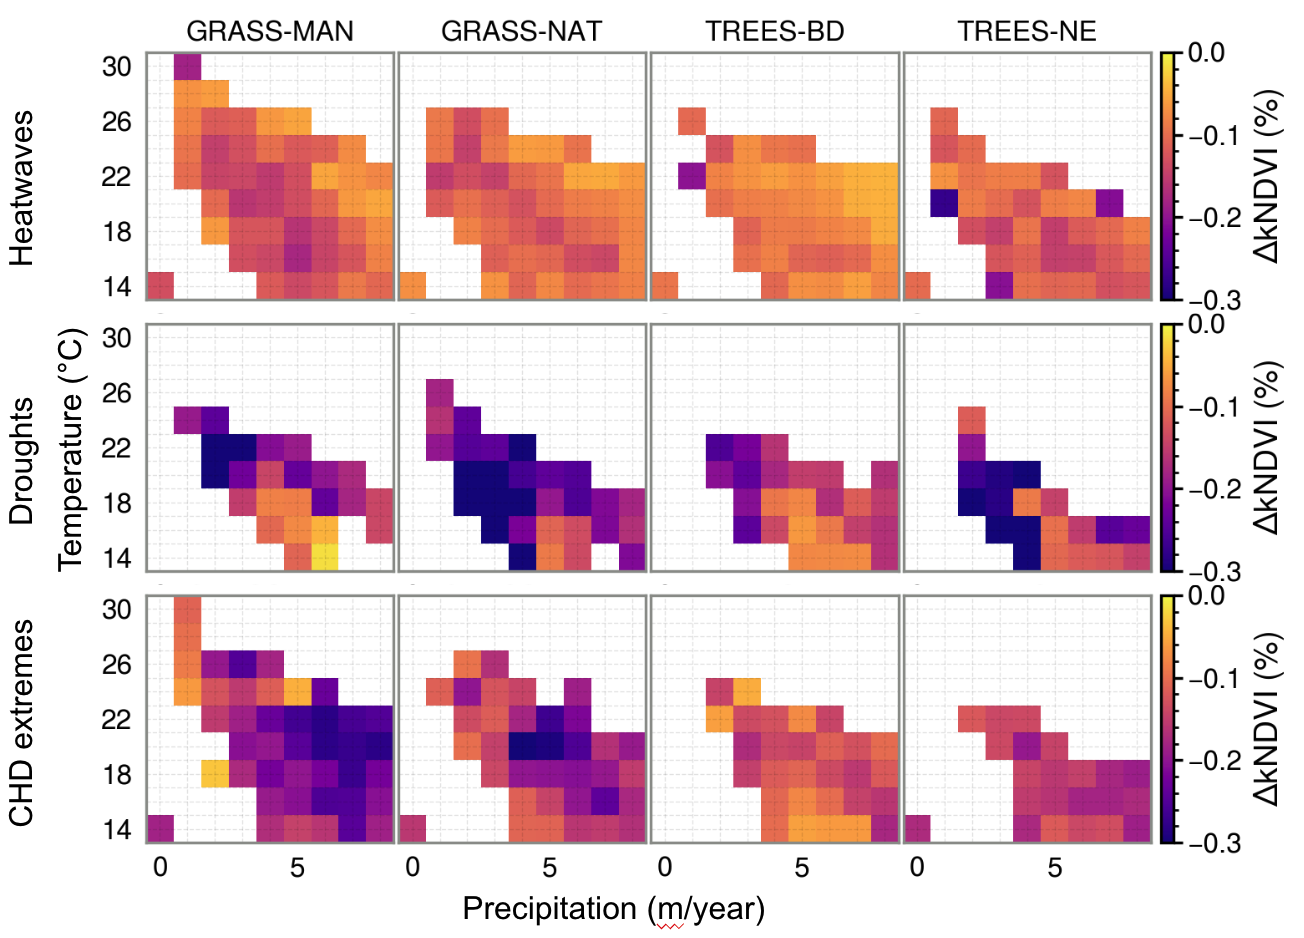 GRASS-MAN GRASS-NAT TREES-BD TREES-NE
Heatwaves
30
26
22
18
14
0.0
−0.1
−0.2
−0.3
ΔkNDVI (%)
Droughts
Temperature (°C)
30
26
22
18
14
0.0
−0.1
−0.2
−0.3
ΔkNDVI (%)
CHD extremes
30
26
22
18
14
0.0
−0.1
−0.2
−0.3
ΔkNDVI (%)
0 5 0 5 0 5 0 5
Precipitation (m/year)